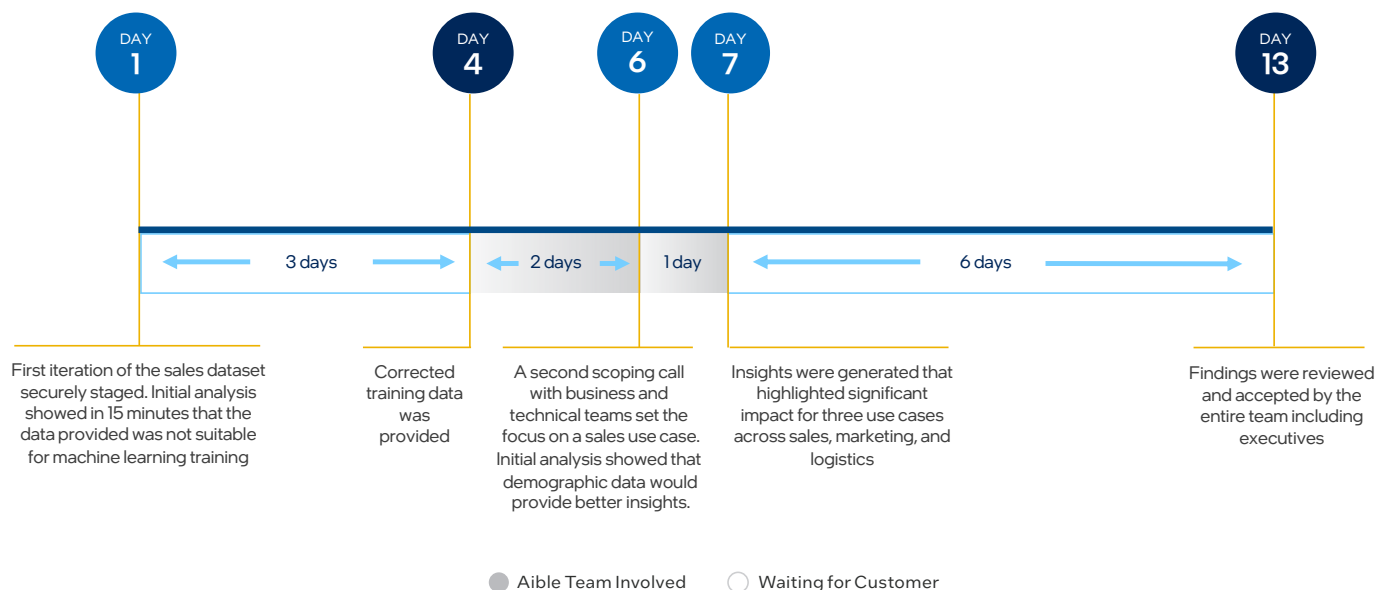 DAY
1
DAY
4
DAY
6
DAY
7
DAY
13
3 days
2 days
1 day
6 days
First iteration of the sales dataset
securely staged. Initial analysis
showed in 15 minutes that the
data provided was not suitable
for machine learning training
Corrected
training data
was
provided
A second scoping call
with business and
technical teams set the
focus on a sales use case.
Initial analysis showed that
demographic data would
provide better insights.
Insights were generated that
highlighted significant
impact for three use cases
across sales, marketing, and
logistics
Findings were reviewed
and accepted by the
entire team including
executives
Aible Team Involved
Waiting for Customer